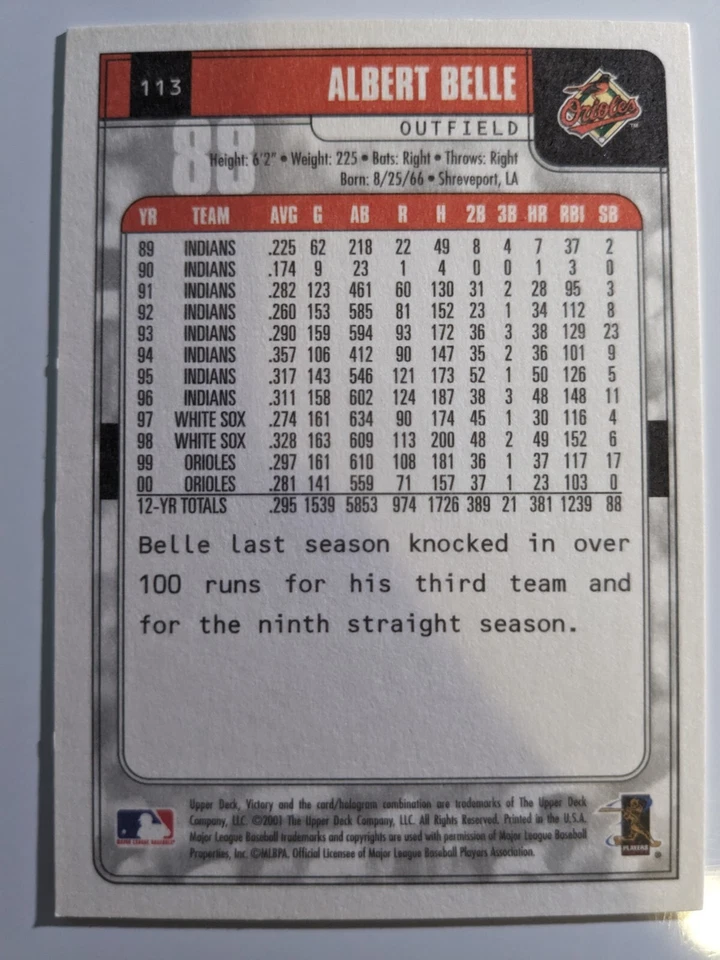 113
ALBERT BELLE
Orioles
OUTFIELD
88
Height: 6'2" • Weight: 225 • Bats: Right • Throws: Right
Born: 8/25/66 • Shreveport, LA
YR TEAM AVG G AB R H 2B 3B HR RBI SB
89 INDIANS .225 62 218 22 49 8 4 7 37 2
90 INDIANS .174 9 23 1 4 0 0 1 3 0
91 INDIANS .282 123 461 60 130 31 2 28 95 3
92 INDIANS .260 153 585 81 152 23 1 34 112 8
93 INDIANS .290 159 594 93 172 36 3 38 129 23
94 INDIANS .357 106 412 90 147 35 2 36 101 9
95 INDIANS .317 143 546 121 173 52 1 50 126 5
96 INDIANS .311 158 602 124 187 38 3 48 148 11
97 WHITE SOX .274 161 634 90 174 45 1 30 116 4
98 WHITE SOX .328 163 609 113 200 48 2 49 152 6
99 ORIOLES .297 161 610 108 181 36 1 37 117 17
00 ORIOLES .281 141 559 71 157 37 1 23 103 0
12-YR TOTALS .295 1539 5853 974 1726 389 21 381 1239 88
Belle last season knocked in over
100 runs for his third team and
for the ninth straight season.
Upper Deck, Victory and the card/hologram combination are trademarks of The Upper Deck
Company, LLC. ©2001 The Upper Deck Company, LLC. All Rights Reserved. Printed in the U.S.A.
Major League Baseball trademarks and copyrights are used with permission of Major League Baseball
Properties, Inc. ©MLBPA. Official Licensee of Major League Baseball Players Association.
MAJOR LEAGUE BASEBALL
PLAYERS